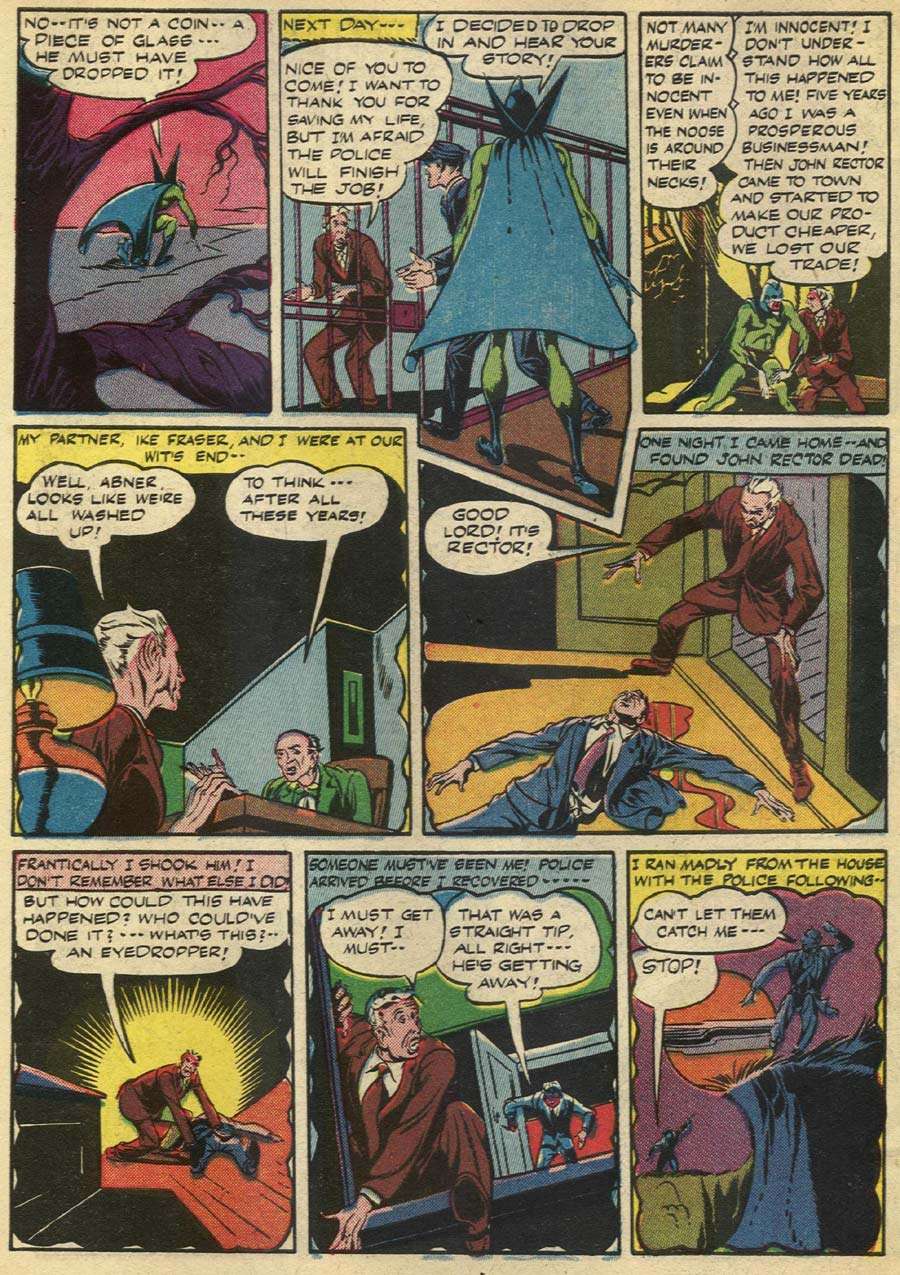 NO--IT'S NOT A COIN--A
PIECE OF GLASS---
HE MUST HAVE
DROPPED IT!
NEXT DAY---
I DECIDED TO DROP
IN AND HEAR YOUR
STORY!
NICE OF YOU TO
COME! I WANT TO
THANK YOU FOR
SAVING MY LIFE,
BUT I'M AFRAID
THE POLICE
WILL FINISH
THE JOB!
NOT MANY
MURDER-
ERS CLAIM
TO BE IN-
NOCENT
EVEN WHEN
THE NOOSE
IS AROUND
THEIR
NECKS!
I'M INNOCENT! I
DON'T UNDER-
STAND HOW ALL
THIS HAPPENED
TO ME! FIVE YEARS
AGO I WAS A
PROSPEROUS
BUSINESSMAN!
THEN JOHN RECTOR
CAME TO TOWN
AND STARTED TO
MAKE OUR PRO-
DUCT CHEAPER,
WE LOST OUR
TRADE!
MY PARTNER, IKE FRASER, AND I WERE AT OUR
WIT'S END--
WELL, ABNER,
LOOKS LIKE WE'RE
ALL WASHED
UP!
TO THINK---
AFTER ALL
THESE YEARS!
ONE NIGHT I CAME HOME--AND
FOUND JOHN RECTOR DEAD!
GOOD
LORD! IT'S
RECTOR!
FRANTICALLY I SHOOK HIM! I
DON'T REMEMBER WHAT ELSE I DID,
BUT HOW COULD THIS HAVE
HAPPENED? WHO COULD'VE
DONE IT?---WHAT'S THIS?--
AN EYEDROPPER!
SOMEONE MUST'VE SEEN ME! POLICE
ARRIVED BEFORE I RECOVERED-----
I MUST GET
AWAY! I
MUST--
THAT WAS A
STRAIGHT TIP,
ALL RIGHT---
HE'S GETTING
AWAY!
I RAN MADLY FROM THE HOUSE
WITH THE POLICE FOLLOWING--
CAN'T LET THEM
CATCH ME---
STOP!